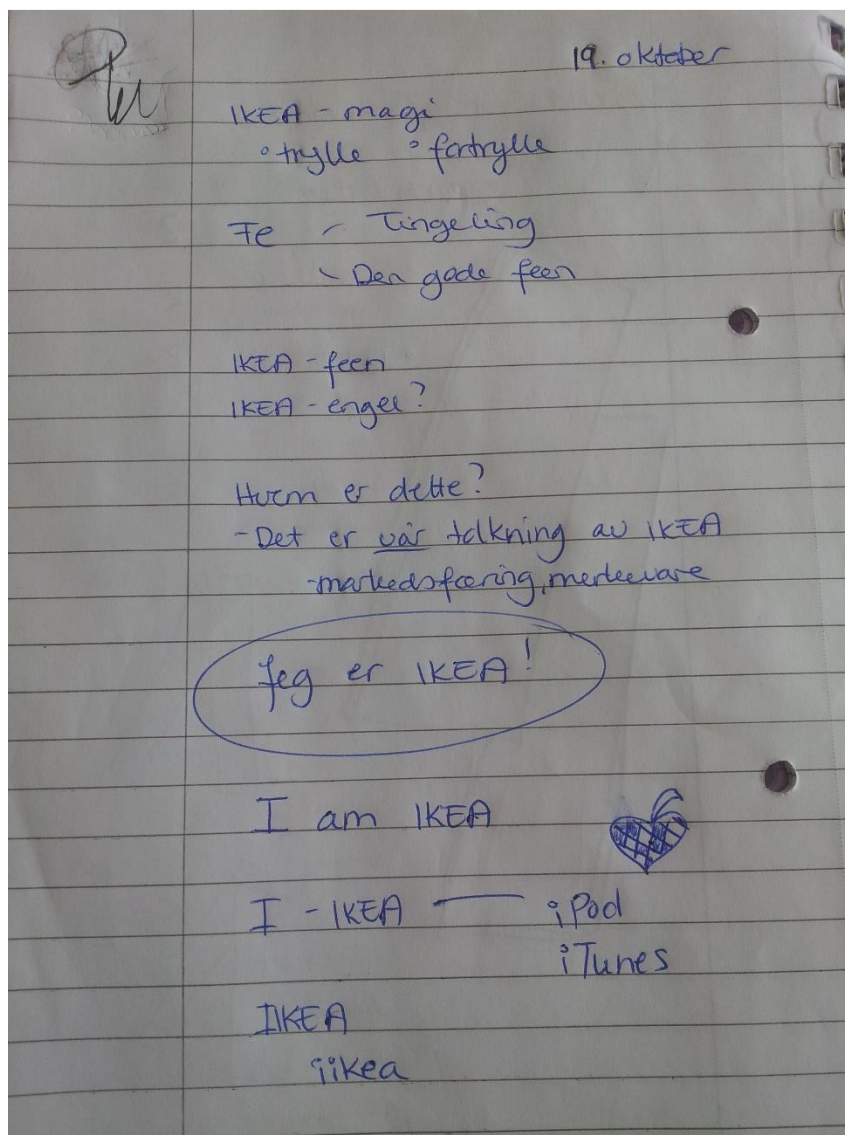 19. oktober
IKEA - magi
° trylle ° fortrylle
Fe - Tingeling
- Den gode feen
IKEA - feen
IKEA - engel?
Hvem er dette?
- Det er vår tolkning av IKEA
- markedsføring, merkevare
Jeg er IKEA!
I am IKEA
I - IKEA — iPod
iTunes
IIKEA
iikea